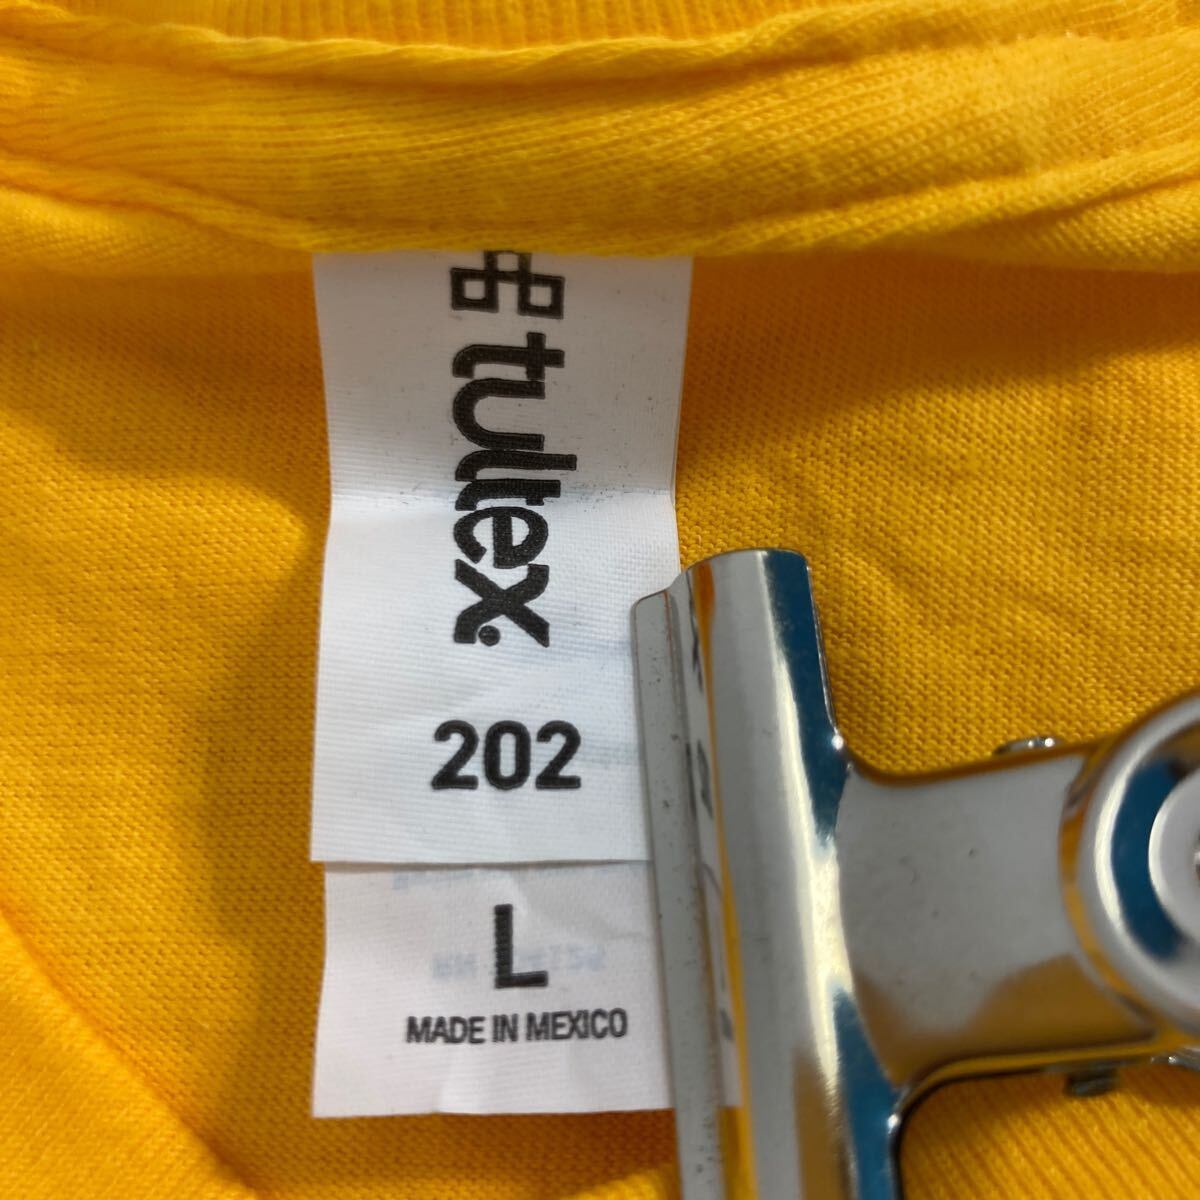 tultex.
202
L
MADE IN MEXICO